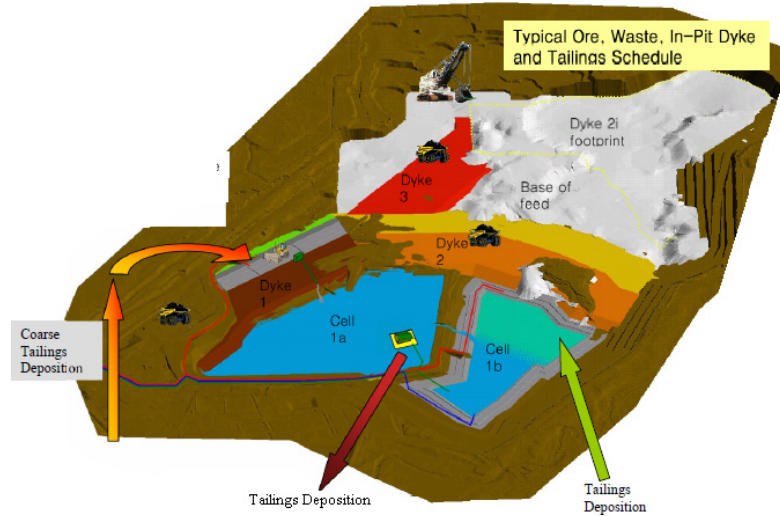 Typical Ore, Waste, In-Pit Dyke
and Tailings Schedule
Dyke 2i
footprint
Base of
feed
Dyke
3
Dyke
2
Dyke
1
Cell
1a
Cell
1b
Coarse
Tailings
Deposition
Tailings Deposition
Tailings
Deposition